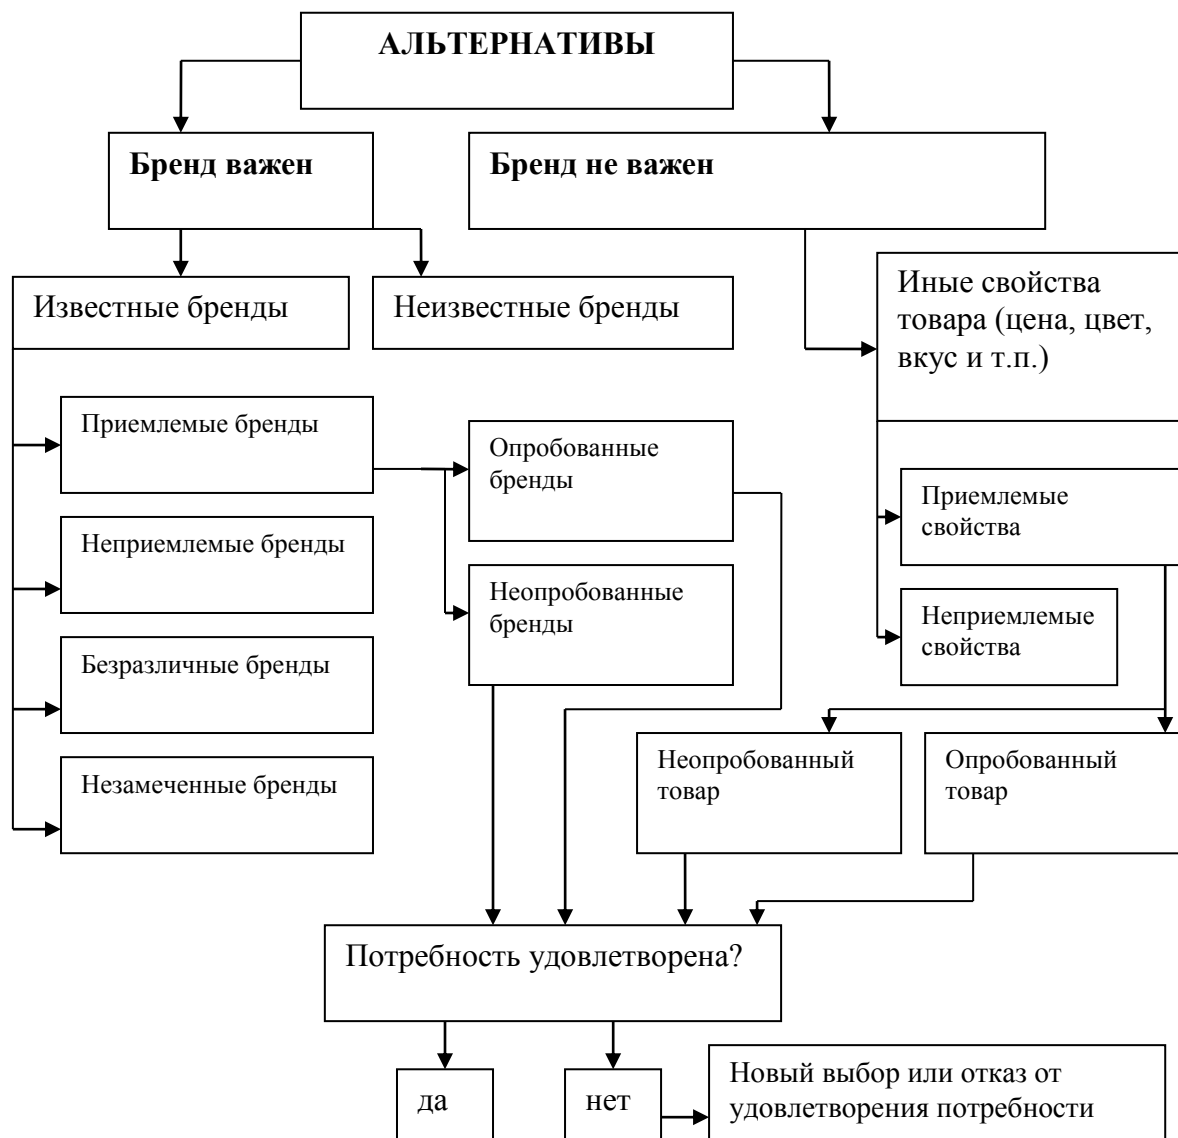 АЛЬТЕРНАТИВЫ
Бренд важен
Бренд не важен
Известные бренды
Неизвестные бренды
Иные свойства
товара (цена, цвет,
вкус и т.п.)
Приемлемые бренды
Опробованные
бренды
Приемлемые
свойства
Неприемлемые бренды
Неопробованные
бренды
Неприемлемые
свойства
Безразличные бренды
Незамеченные бренды
Неопробованный
товар
Опробованный
товар
Потребность удовлетворена?
да
нет
Новый выбор или отказ от
удовлетворения потребности